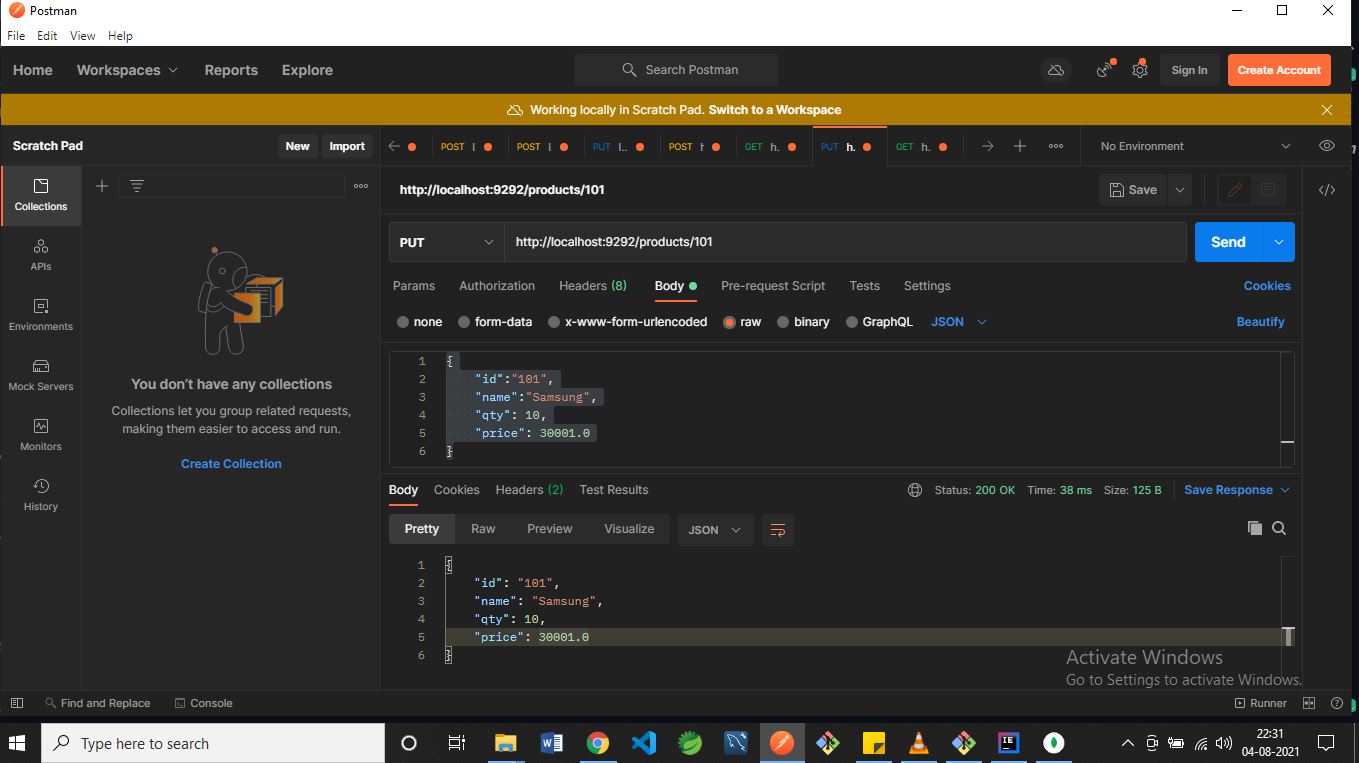 Postman
File Edit View Help
Home Workspaces Reports Explore Search Postman Sign In Create Account
Working locally in Scratch Pad. Switch to a Workspace
Scratch Pad New Import POST l POST l. PUT l.. POST h GET h. PUT h. GET h. No Environment
Collections
APIs
Environments
Mock Servers
Monitors
History
You don't have any collections
Collections let you group related requests,
making them easier to access and run.
Create Collection
http://localhost:9292/products/101 Save
PUT http://localhost:9292/products/101 Send
Params Authorization Headers (8) Body Pre-request Script Tests Settings Cookies
none form-data x-www-form-urlencoded raw binary GraphQL JSON Beautify
1 {
2 "id":"101",
3 "name":"Samsung",
4 "qty": 10,
5 "price": 30001.0
6 }
Body Cookies Headers (2) Test Results Status: 200 OK Time: 38 ms Size: 125 B Save Response
Pretty Raw Preview Visualize JSON
1 {
2 "id": "101",
3 "name": "Samsung",
4 "qty": 10,
5 "price": 30001.0
6 }
Activate Windows
Go to Settings to activate Windows.
Find and Replace Console Runner
Type here to search
22:31
04-08-2021